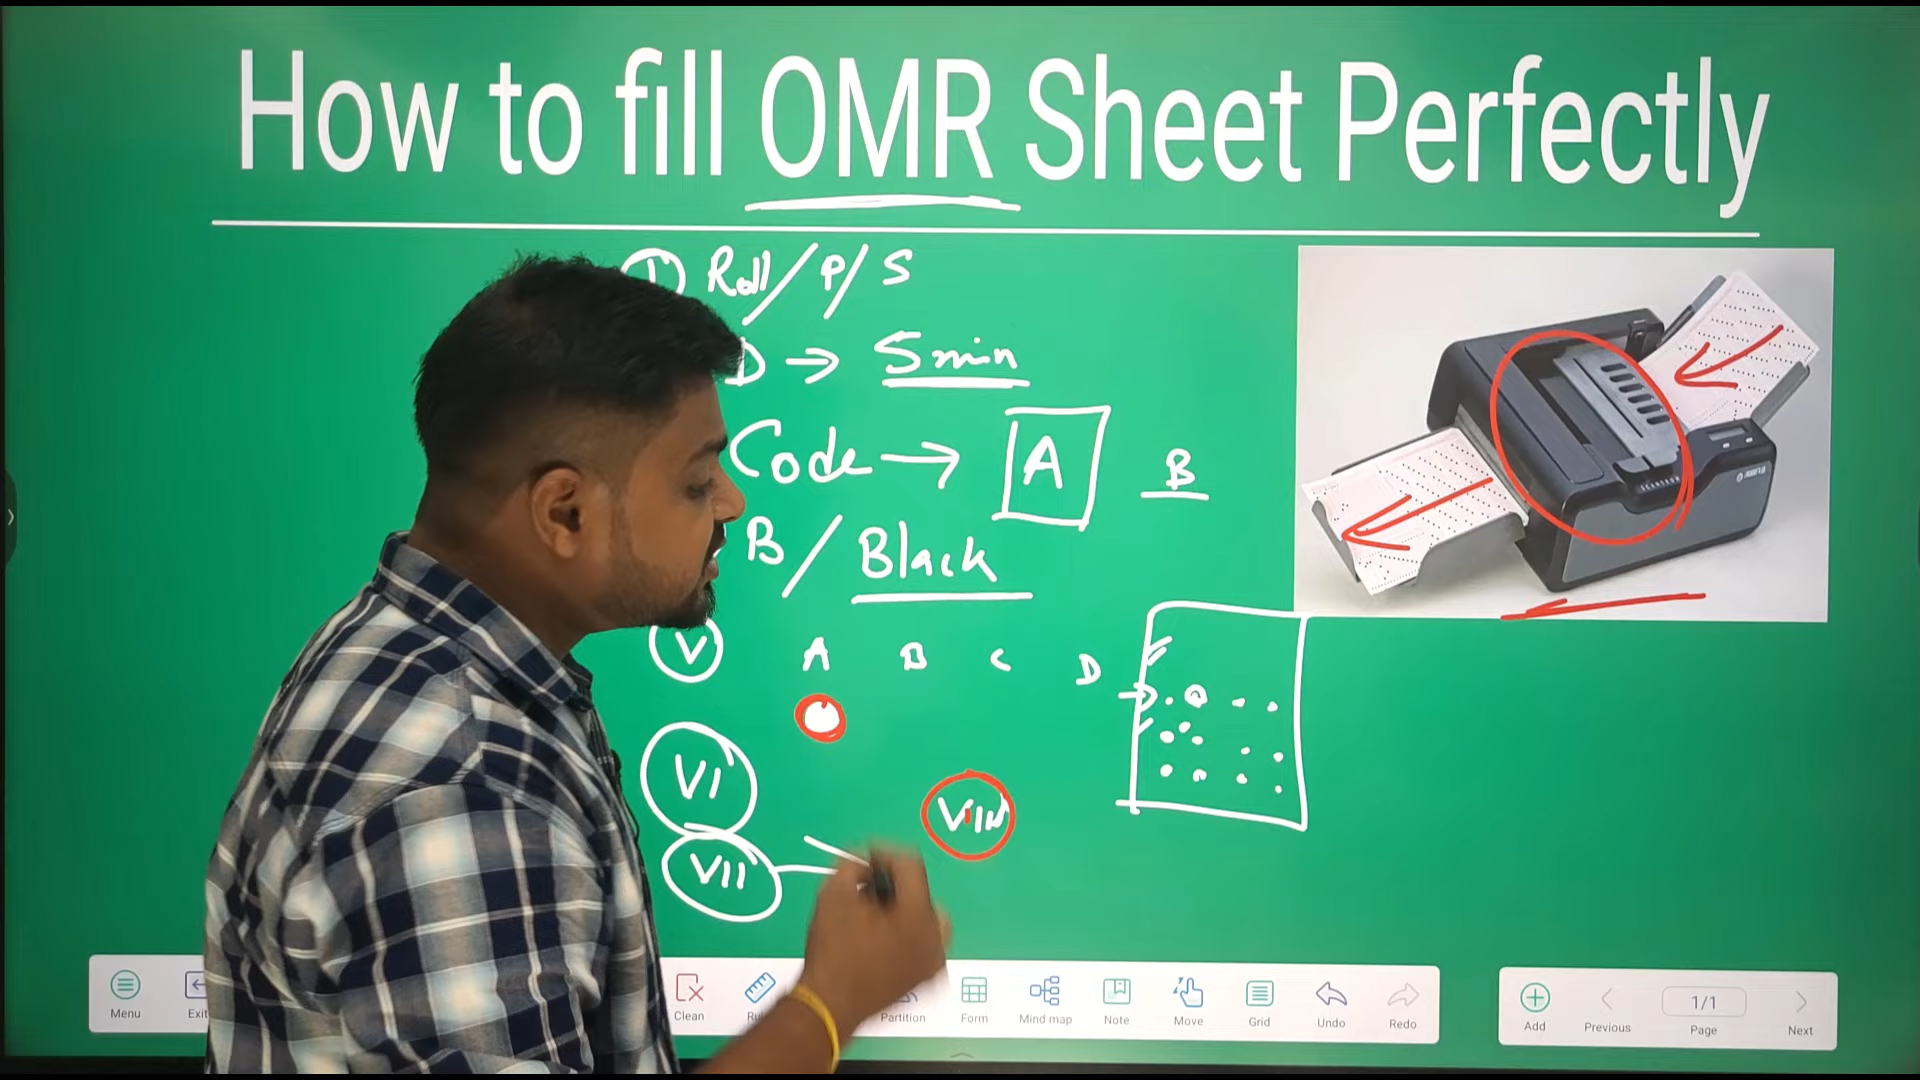 How to fill OMR Sheet Perfectly
I Roll/P/S
D → 5 min
Code → A B
B / Black
V A B C D
VI
VIII
VII
Menu Exit Clean Partition Form Mind map Note Move Grid Undo Redo
Add Previous 1/1 Page Next